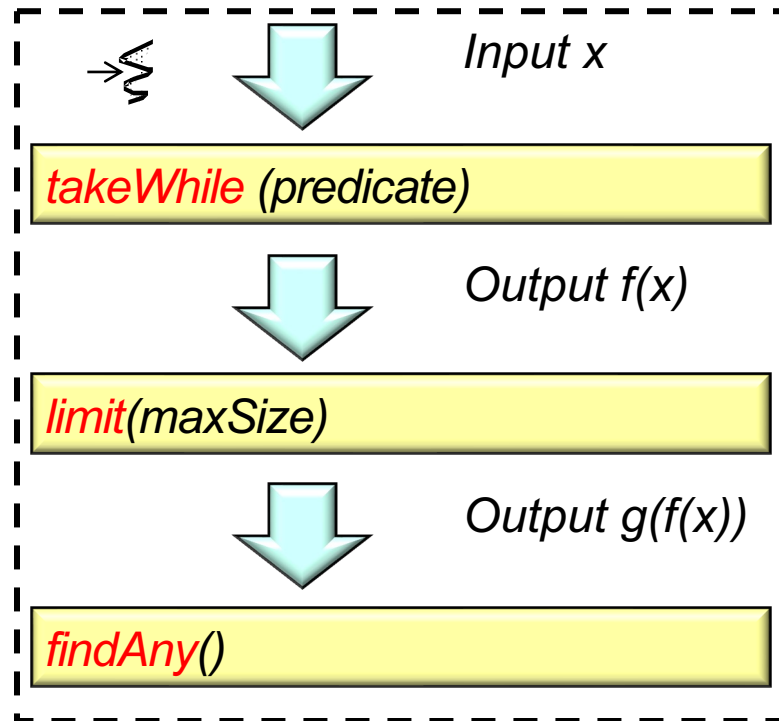 Input x
takeWhile (predicate)
Output f(x)
limit(maxSize)
Output g(f(x))
findAny()